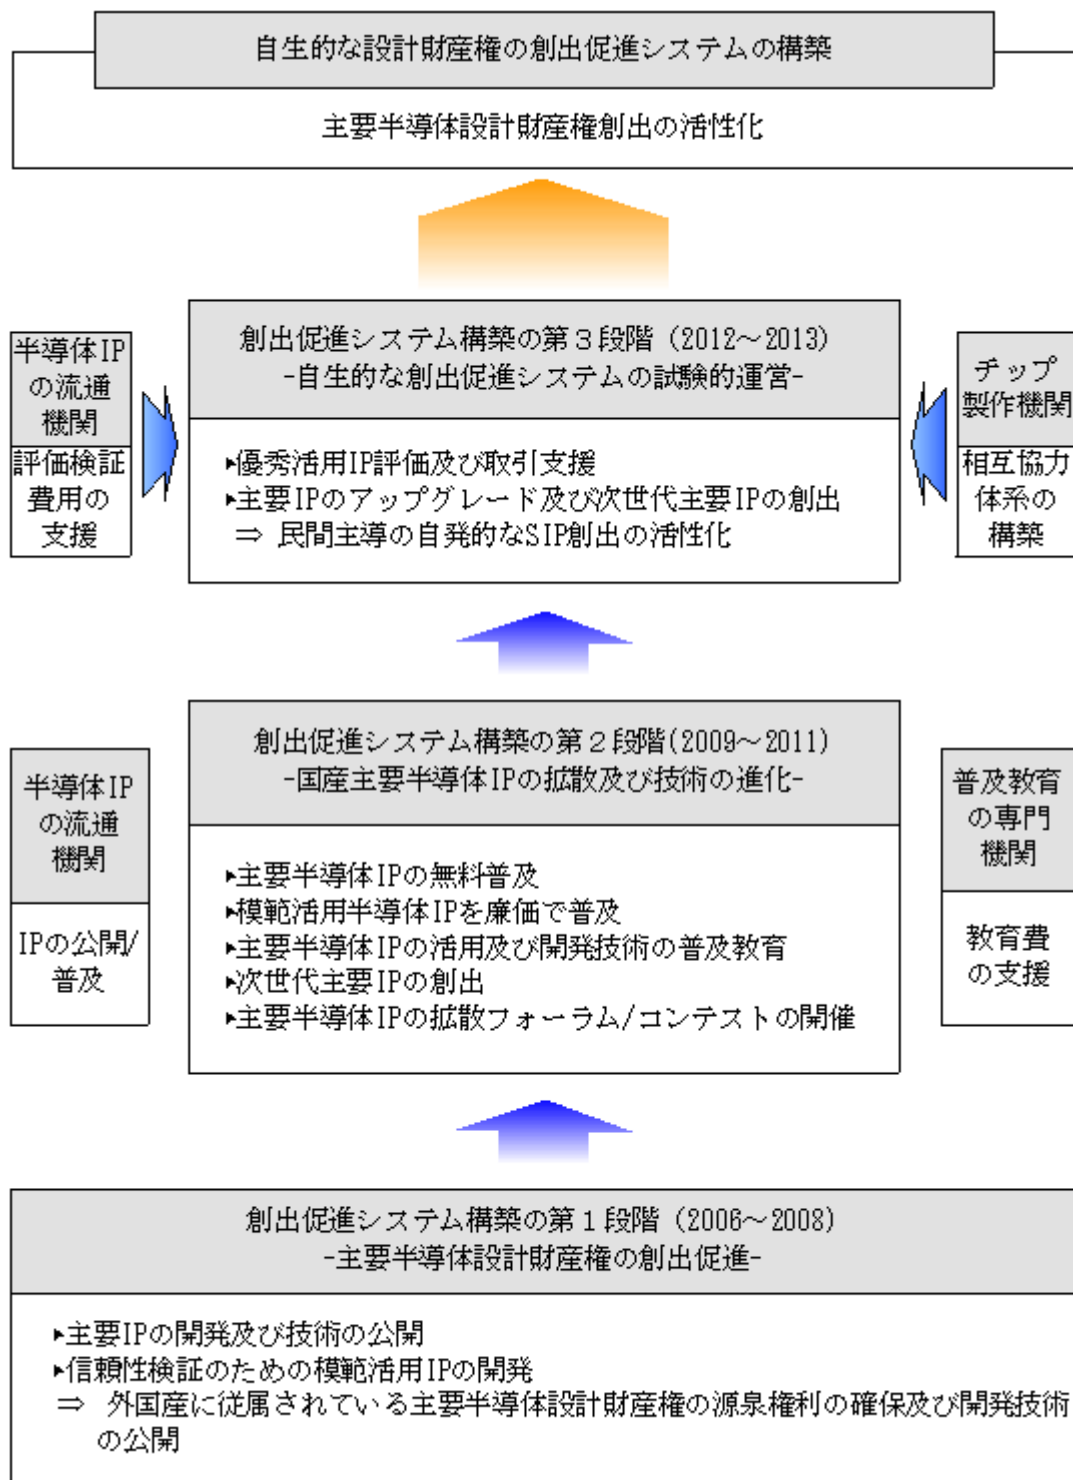 自生的な設計財産権の創出促進システムの構築
主要半導体設計財産権創出の活性化
創出促進システム構築の第３段階（2012～2013）
-自生的な創出促進システムの試験的運営-
半導体IP
の流通
機関
評価検証
費用の
支援
▸優秀活用IP評価及び取引支援
▸主要IPのアップグレード及び次世代主要IPの創出
⇒ 民間主導の自発的なSIP創出の活性化
チップ
製作機関
相互協力
体系の
構築
創出促進システム構築の第２段階(2009～2011)
-国産主要半導体IPの拡散及び技術の進化-
半導体IP
の流通
機関
IPの公開/
普及
▸主要半導体IPの無料普及
▸模範活用半導体IPを廉価で普及
▸主要半導体IPの活用及び開発技術の普及教育
▸次世代主要IPの創出
▸主要半導体IPの拡散フォーラム/コンテストの開催
普及教育
の専門
機関
教育費
の支援
創出促進システム構築の第１段階（2006～2008）
-主要半導体設計財産権の創出促進-
▸主要IPの開発及び技術の公開
▸信頼性検証のための模範活用IPの開発
⇒ 外国産に従属されている主要半導体設計財産権の源泉権利の確保及び開発技術
の公開